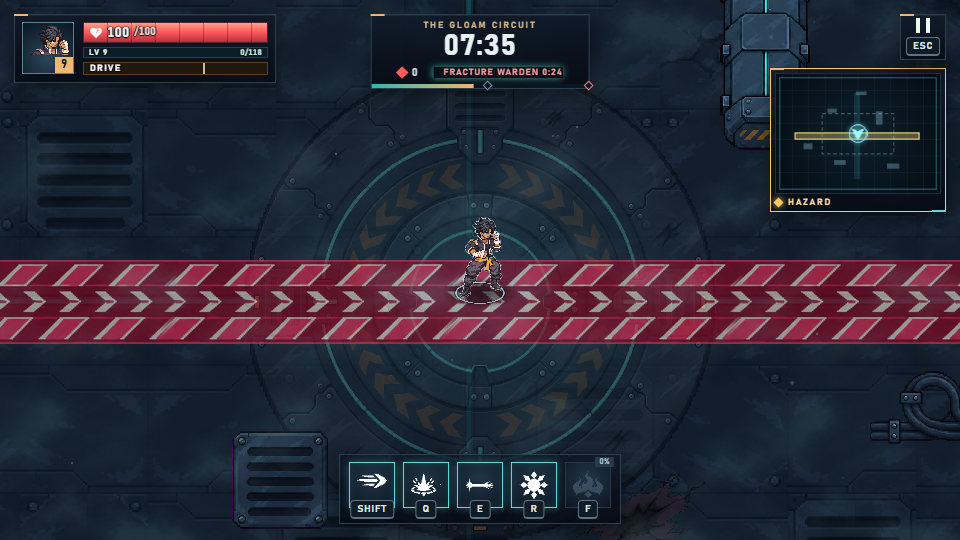 100 /100
LV 9
0/118
DRIVE
9
THE GLOAM CIRCUIT
07:35
0
FRACTURE WARDEN 0:24
ESC
HAZARD
SHIFT
Q
E
R
0%
F